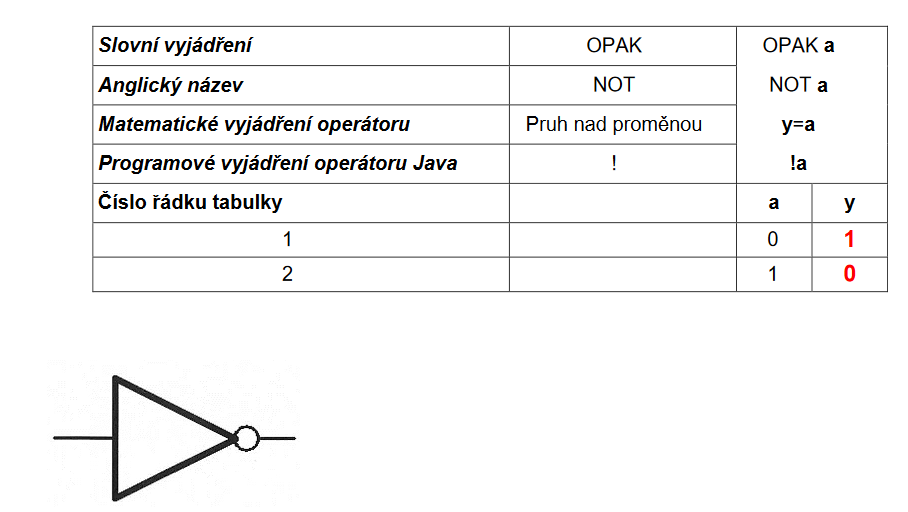 Slovní vyjádření OPAK OPAK a
Anglický název NOT NOT a
Matematické vyjádření operátoru Pruh nad proměnou y=a
Programové vyjádření operátoru Java ! !a
Číslo řádku tabulky a y
1 0 1
2 1 0